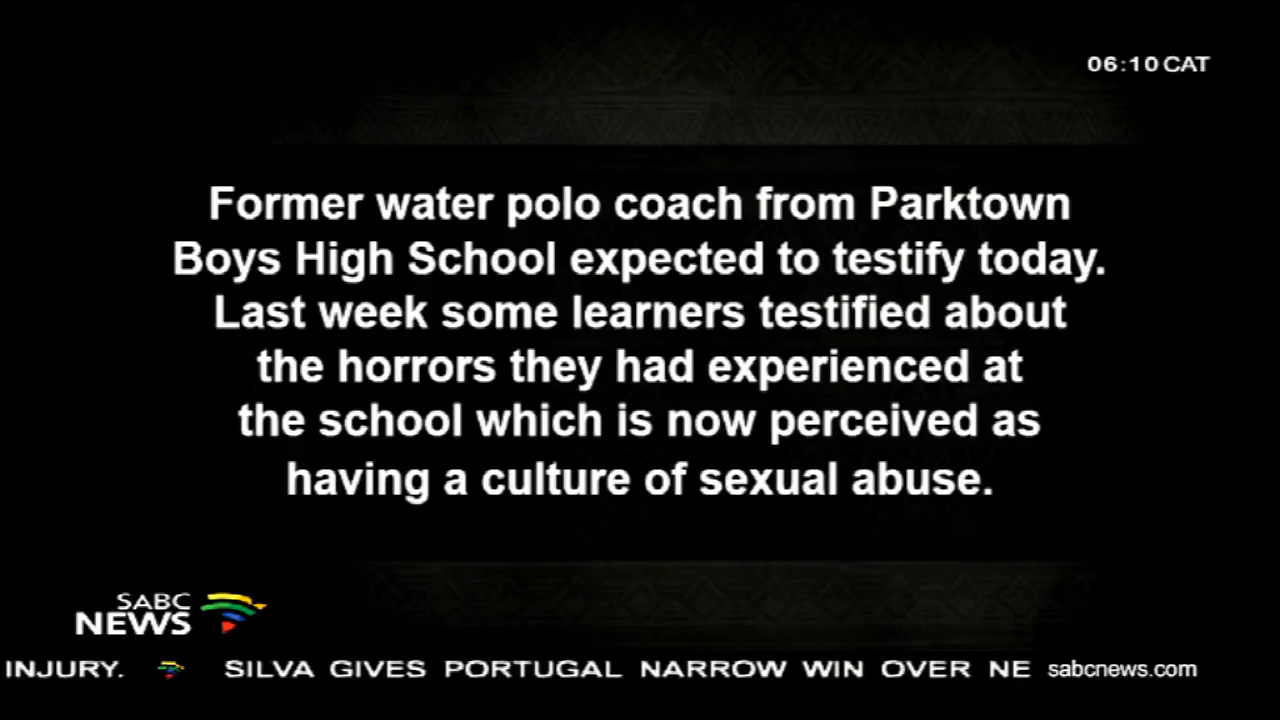 06:10 CAT
Former water polo coach from Parktown
Boys High School expected to testify today.
Last week some learners testified about
the horrors they had experienced at
the school which is now perceived as
having a culture of sexual abuse.
SABC
NEWS
INJURY. SILVA GIVES PORTUGAL NARROW WIN OVER NE sabcnews.com